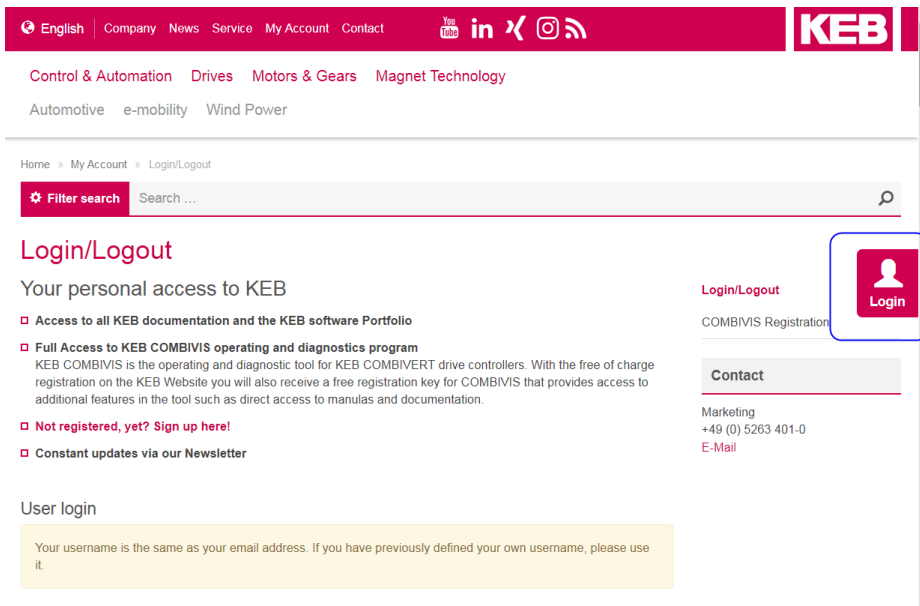 English Company News Service My Account Contact You Tube in KEB
Control & Automation Drives Motors & Gears Magnet Technology
Automotive e-mobility Wind Power
Home » My Account » Login/Logout
Filter search Search ...
Login/Logout
Your personal access to KEB
Access to all KEB documentation and the KEB software Portfolio
Full Access to KEB COMBIVIS operating and diagnostics program
KEB COMBIVIS is the operating and diagnostic tool for KEB COMBIVERT drive controllers. With the free of charge
registration on the KEB Website you will also receive a free registration key for COMBIVIS that provides access to
additional features in the tool such as direct access to manulas and documentation.
Not registered, yet? Sign up here!
Constant updates via our Newsletter
User login
Your username is the same as your email address. If you have previously defined your own username, please use
it.
Login/Logout
COMBIVIS Registration
Login
Contact
Marketing
+49 (0) 5263 401-0
E-Mail